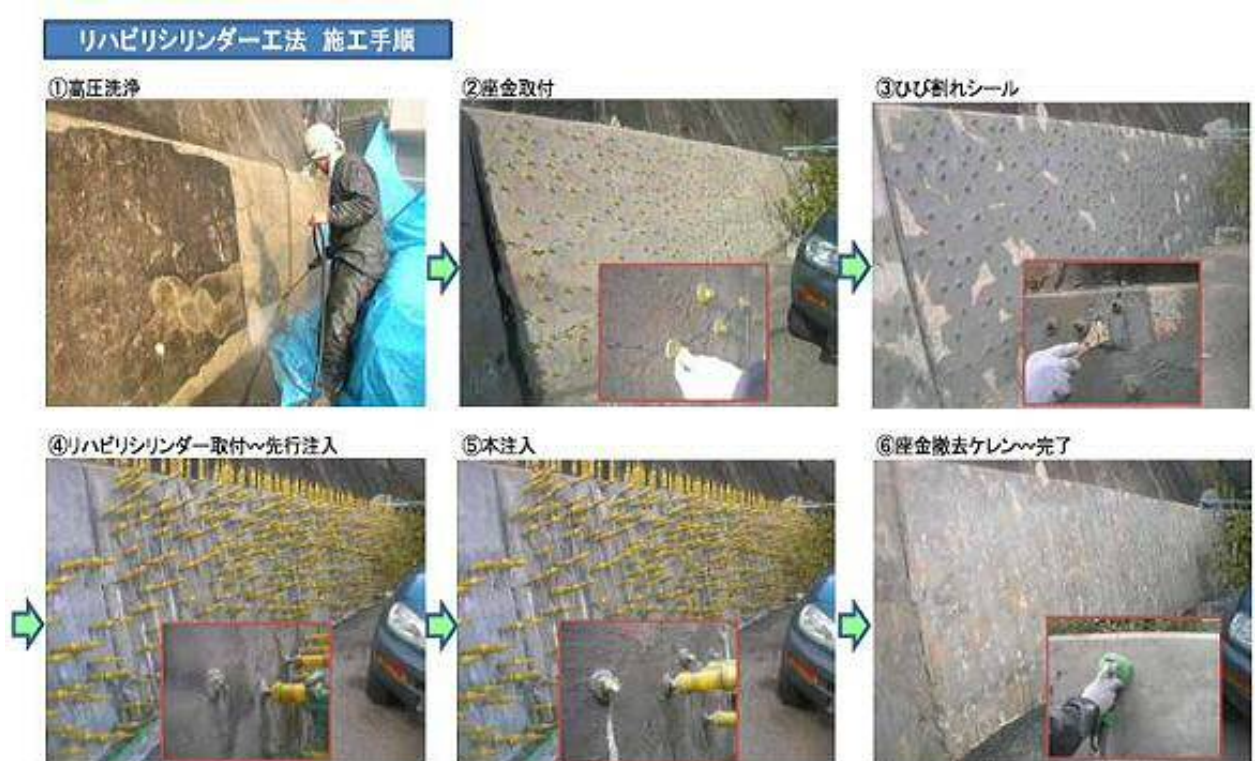 リハビリシリンダー工法 施工手順
①高圧洗浄
②座金取付
③ひび割れシール
④リハビリシリンダー取付～先行注入
⑤本注入
⑥座金撤去ケレン～完了